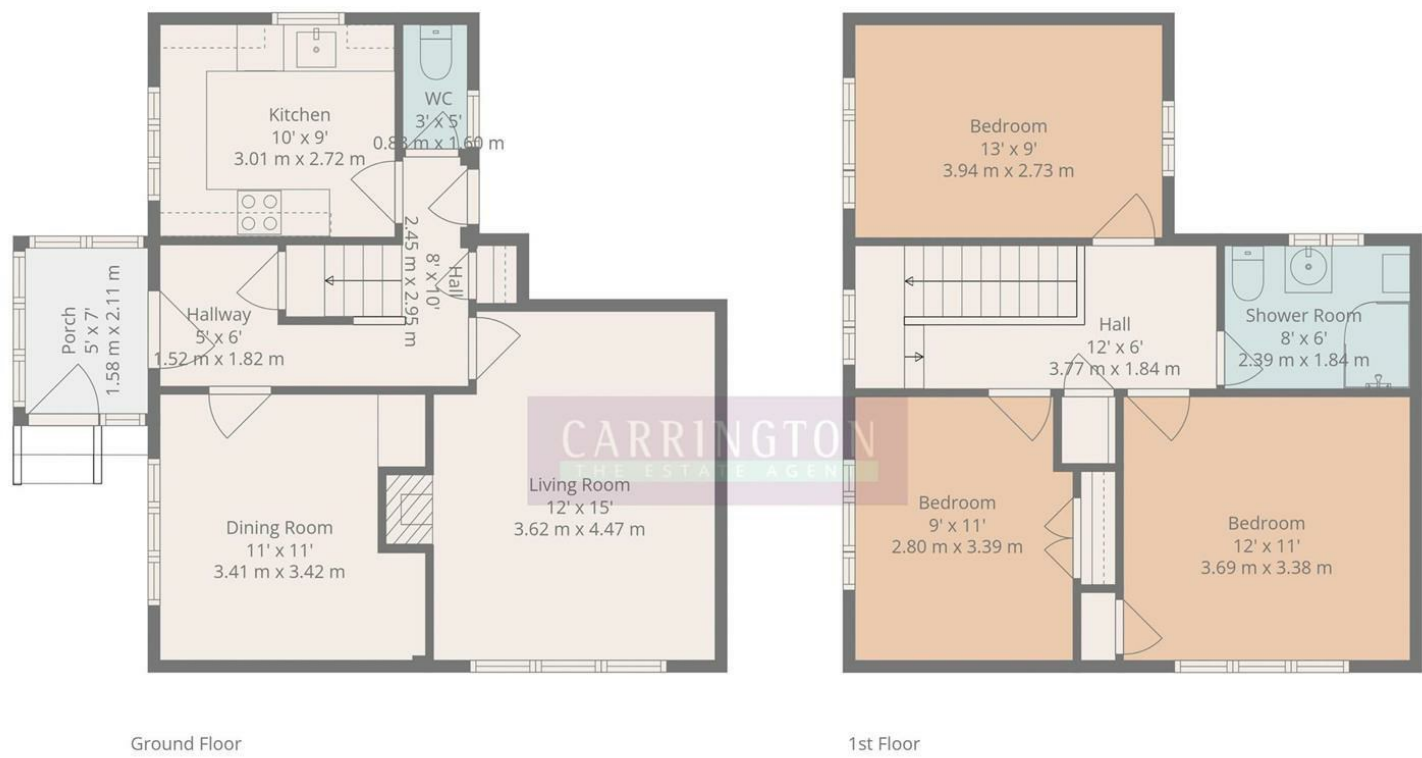 Kitchen
10' x 9'
3.01 m x 2.72 m
WC
3' x 5'
0.88 m x 1.60 m
Porch
5' x 7'
1.58 m x 2.11 m
Hallway
5' x 6'
1.52 m x 1.82 m
Hall
8' x 10'
2.45 m x 2.95 m
Dining Room
11' x 11'
3.41 m x 3.42 m
Living Room
12' x 15'
3.62 m x 4.47 m
CARRINGTON
THE ESTATE AGENT
Bedroom
13' x 9'
3.94 m x 2.73 m
Hall
12' x 6'
3.77 m x 1.84 m
Shower Room
8' x 6'
2.39 m x 1.84 m
Bedroom
9' x 11'
2.80 m x 3.39 m
Bedroom
12' x 11'
3.69 m x 3.38 m
Ground Floor
1st Floor